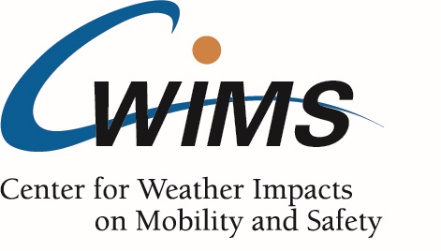 CWIMS
Center for Weather Impacts
on Mobility and Safety